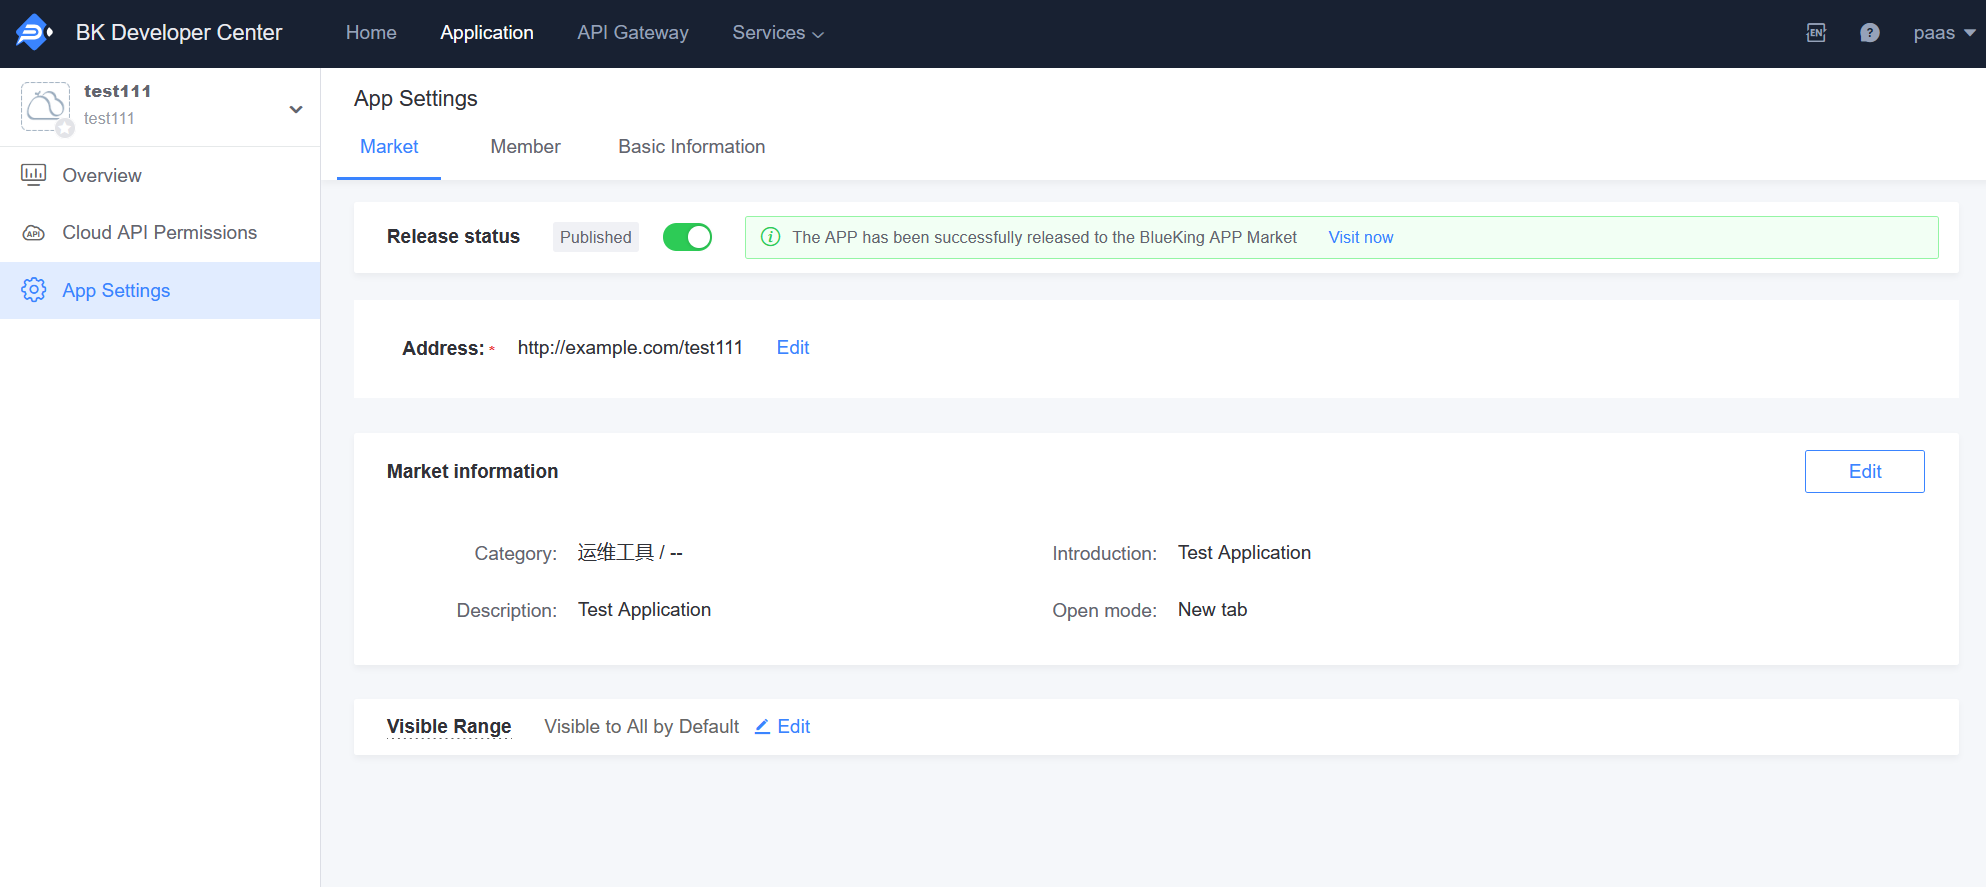 BK Developer Center
Home
Application
API Gateway
Services
EN
?
paas
test111
test111
Overview
API
Cloud API Permissions
App Settings
App Settings
Market
Member
Basic Information
Release status
Published
The APP has been successfully released to the BlueKing APP Market
Visit now
Address: *
http://example.com/test111
Edit
Market information
Edit
Category: 运维工具 / --
Introduction: Test Application
Description: Test Application
Open mode: New tab
Visible Range
Visible to All by Default
Edit